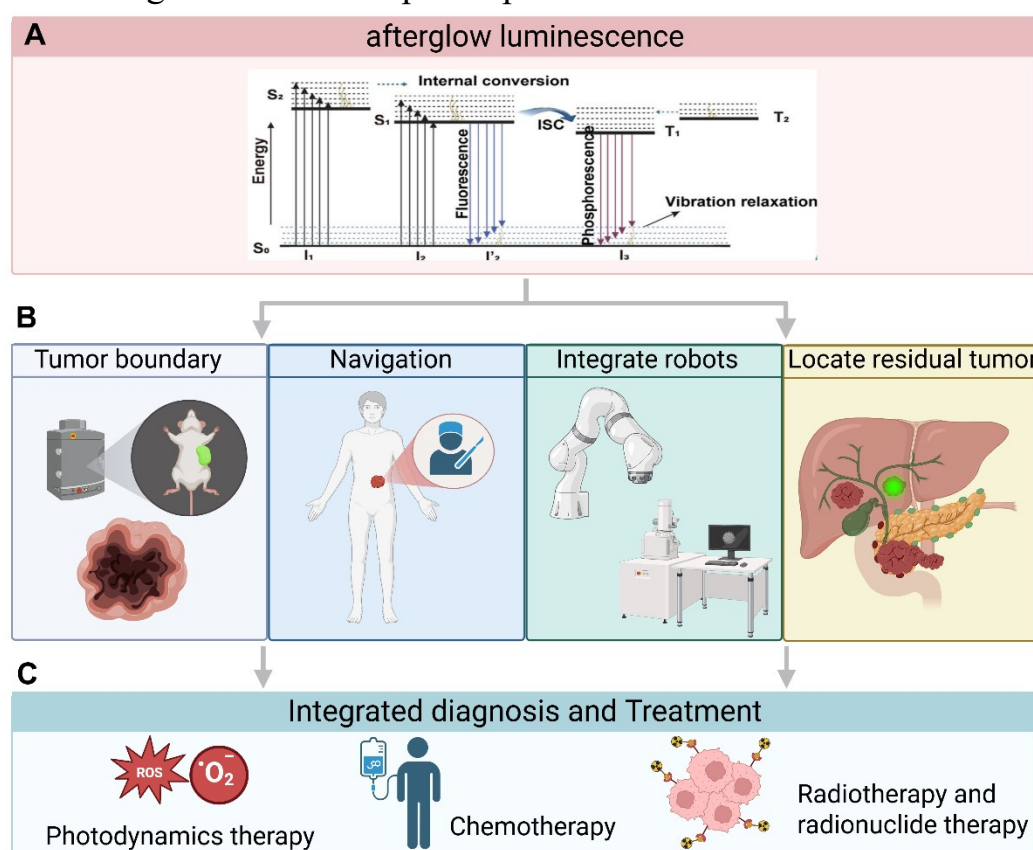 A
afterglow luminescence
Internal conversion
S₂
S₁
ISC
T₁
T₂
Energy
Fluorescence
Phosphorescence
Vibration relaxation
S₀
I₁
I₂
I'₂
I₃
B
Tumor boundary
Navigation
Integrate robots
Locate residual tumor
C
Integrated diagnosis and Treatment
ROS
·O₂⁻
Photodynamics therapy
Chemotherapy
Radiotherapy and
radionuclide therapy